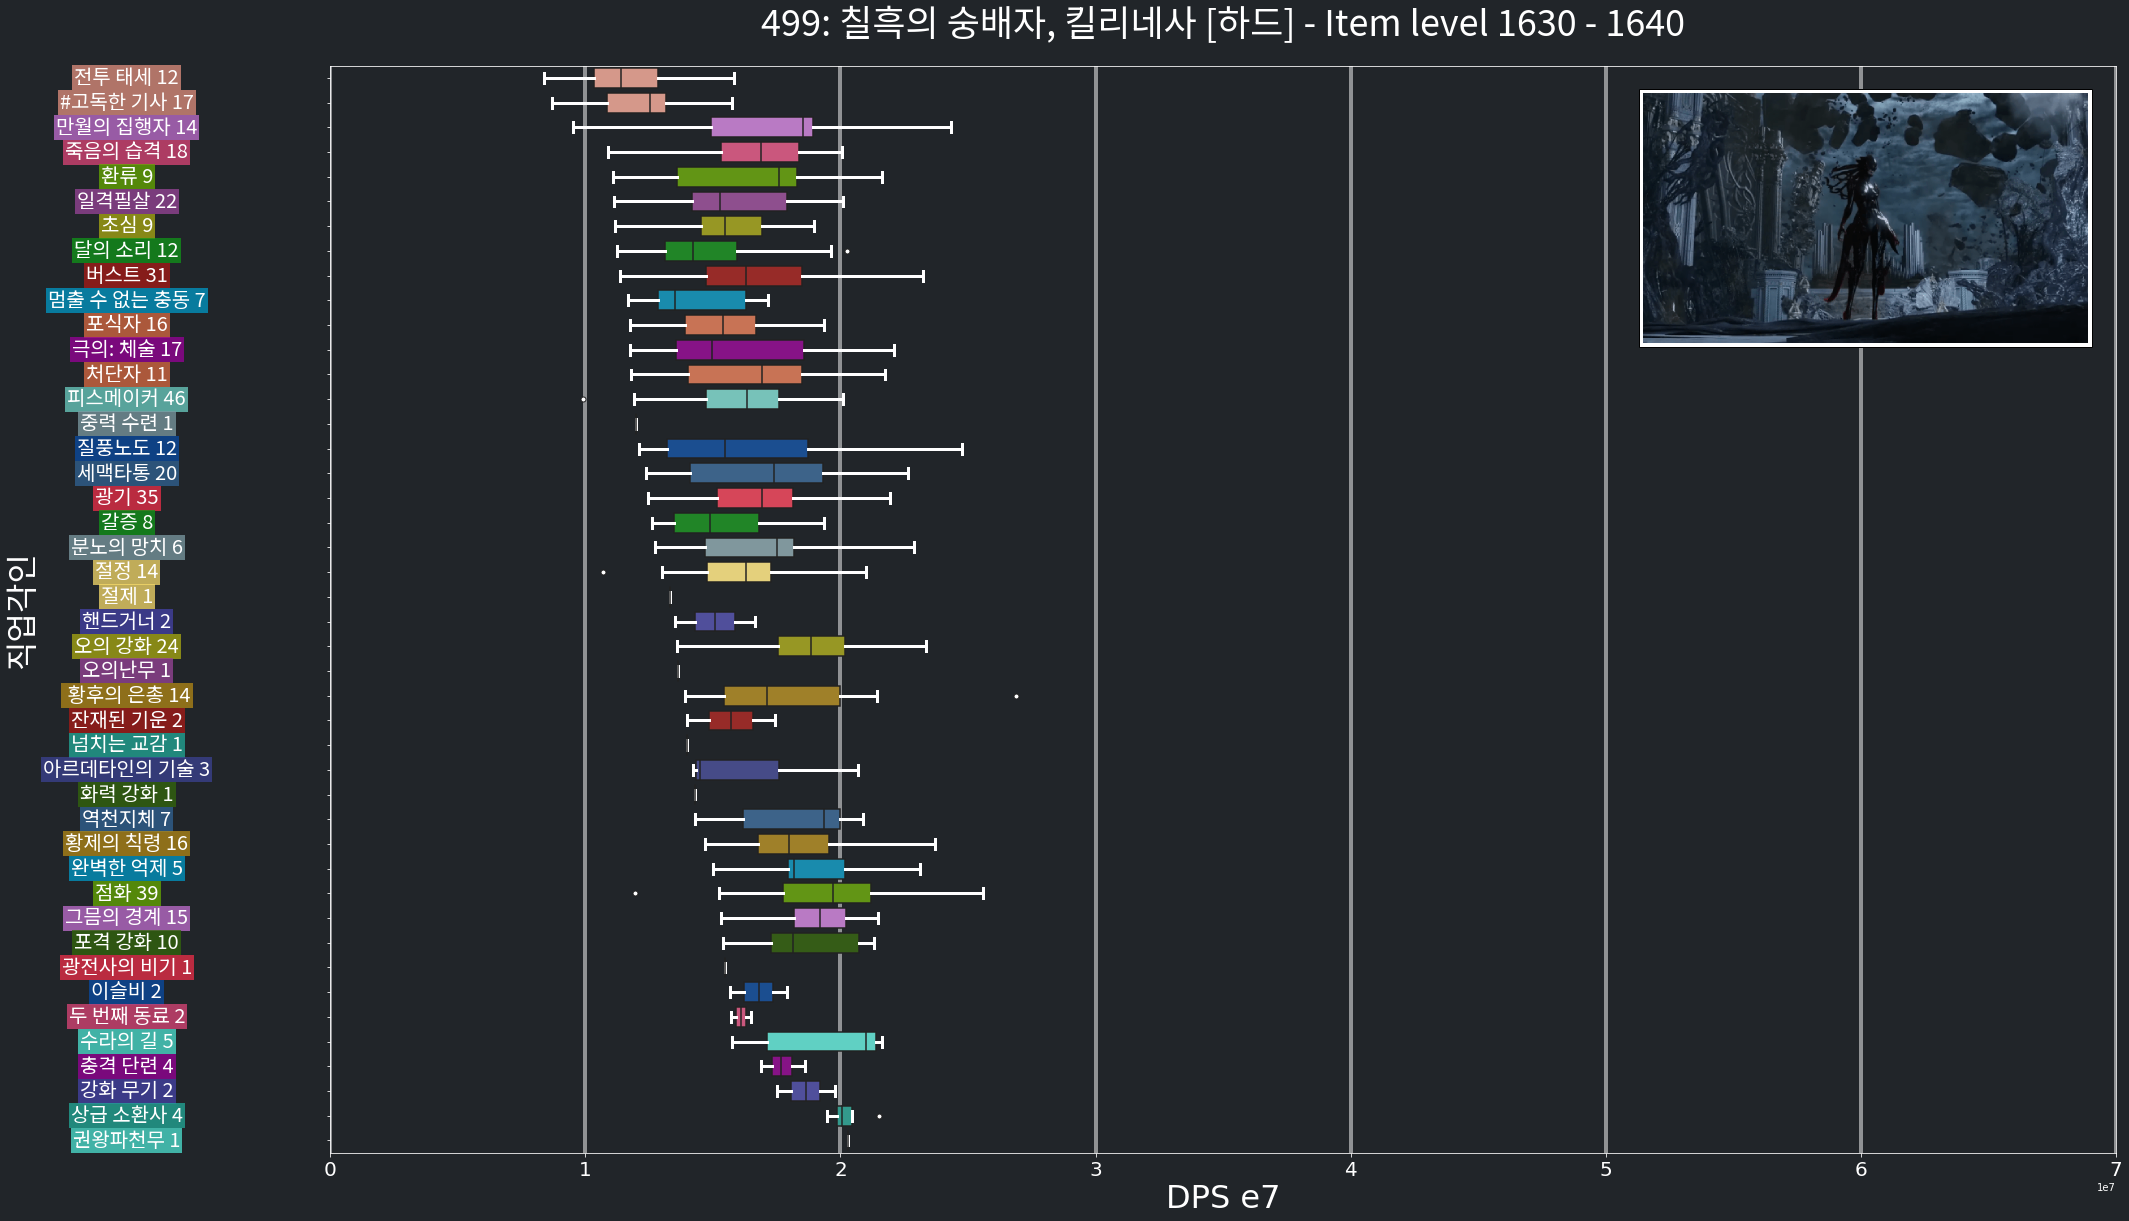 499: 칠흑의 숭배자, 킬리네사 [하드] - Item level 1630 - 1640
전투 태세 12
#고독한 기사 17
만월의 집행자 14
죽음의 습격 18
환류 9
일격필살 22
초심 9
달의 소리 12
버스트 31
멈출 수 없는 충동 7
포식자 16
극의: 체술 17
처단자 11
피스메이커 46
중력 수련 1
질풍노도 12
세맥타통 20
광기 35
갈증 8
분노의 망치 6
절정 14
절제 1
핸드거너 2
오의 강화 24
오의난무 1
황후의 은총 14
잔재된 기운 2
넘치는 교감 1
아르데타인의 기술 3
화력 강화 1
역천지체 7
황제의 칙령 16
완벽한 억제 5
점화 39
그믐의 경계 15
포격 강화 10
광전사의 비기 1
이슬비 2
두 번째 동료 2
수라의 길 5
충격 단련 4
강화 무기 2
상급 소환사 4
권왕파천무 1
직업각인
0 1 2 3 4 5 6 7
1e7
DPS e7